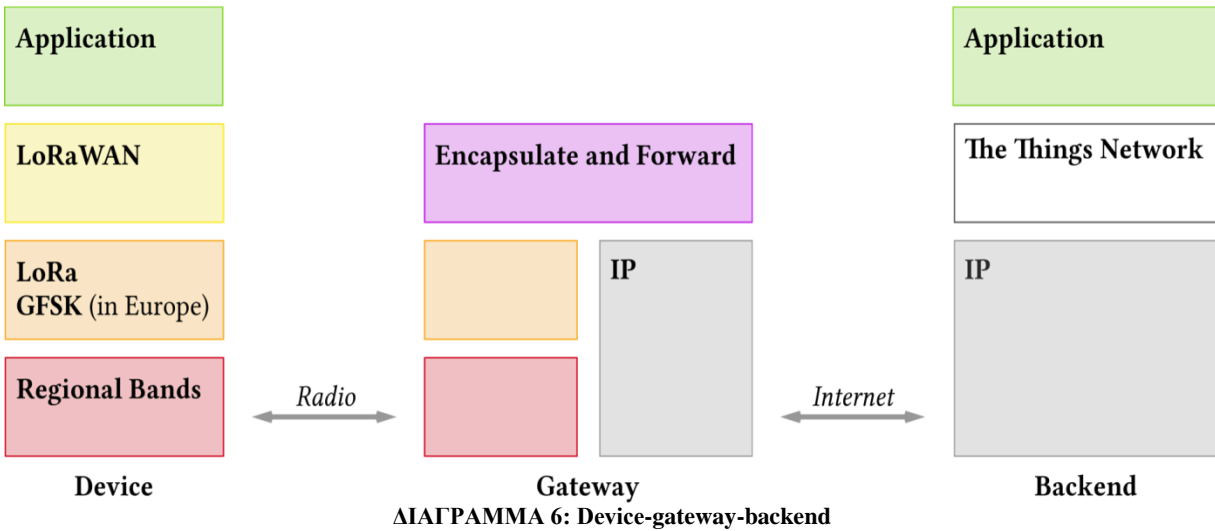 Application
LoRaWAN
LoRa
GFSK (in Europe)
Regional Bands
Device
Radio
Encapsulate and Forward
IP
Gateway
Internet
Application
The Things Network
IP
Backend
ΔΙΑΓΡΑΜΜΑ 6: Device-gateway-backend